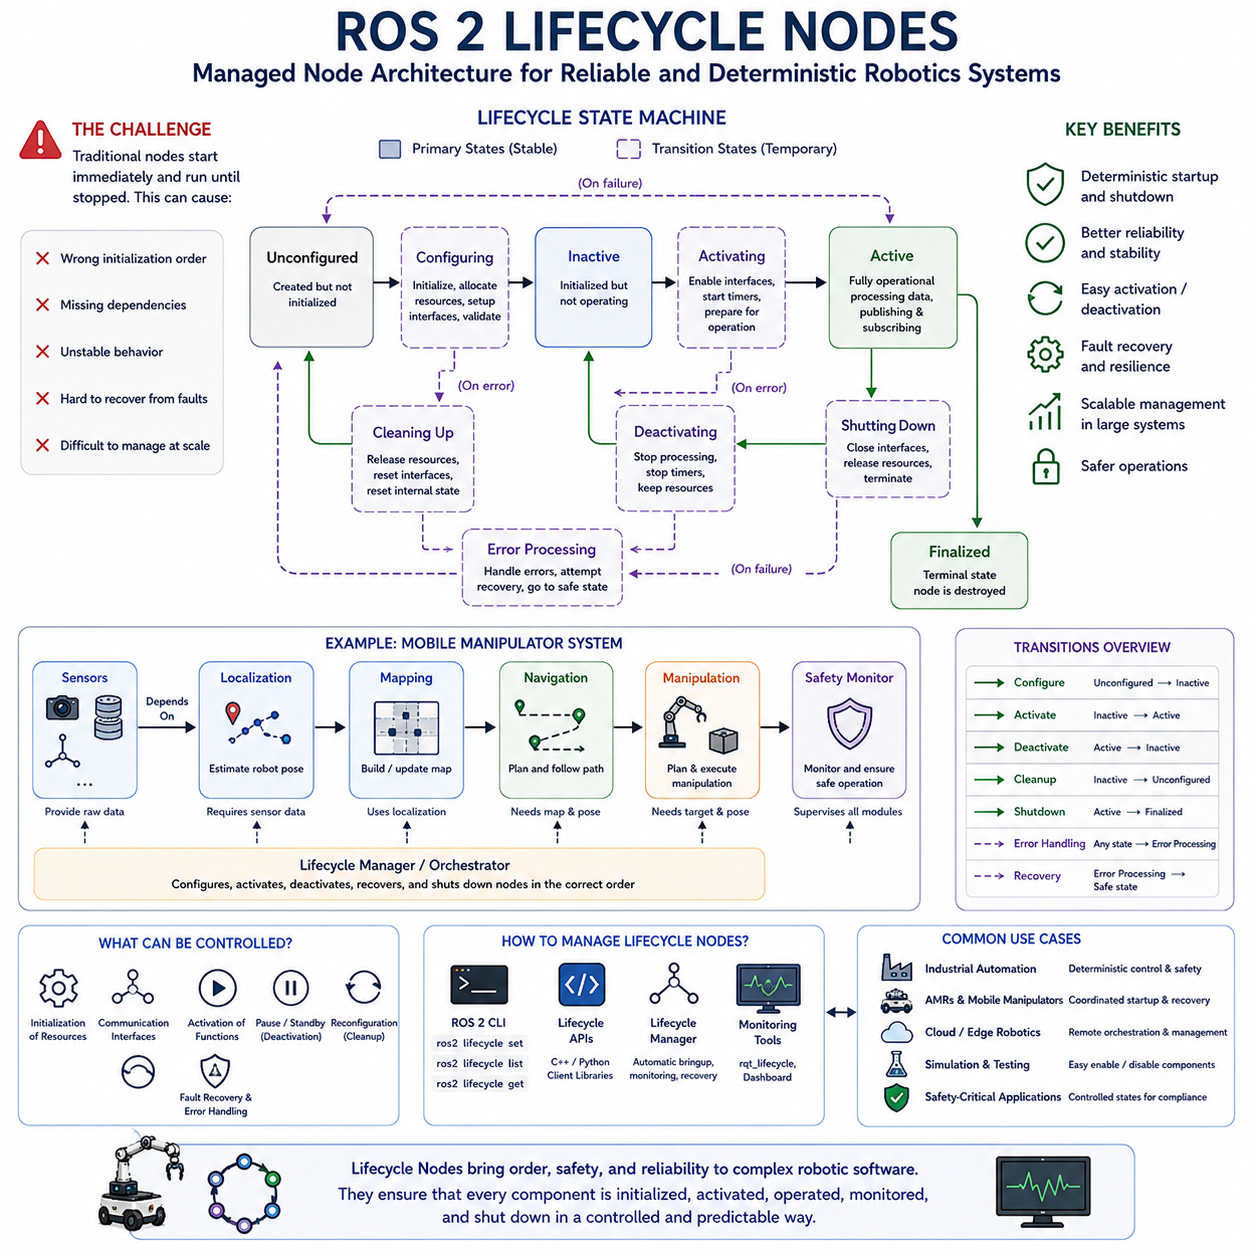 ROS 2 LIFECYCLE NODES
Managed Node Architecture for Reliable and Deterministic Robotics Systems
THE CHALLENGE
Traditional nodes start
immediately and run until
stopped. This can cause:
Wrong initialization order
Missing dependencies
Unstable behavior
Hard to recover from faults
Difficult to manage at scale
LIFECYCLE STATE MACHINE
Primary States (Stable)
Transition States (Temporary)
(On failure)
Unconfigured
Created but not
initialized
Configuring
Initialize, allocate
resources, setup
interfaces, validate
Inactive
Initialized but
not operating
Activating
Enable interfaces,
start timers,
prepare for
operation
Active
Fully operational
processing data,
publishing &
subscribing
(On error)
(On error)
Cleaning Up
Release resources,
reset interfaces,
reset internal state
Deactivating
Stop processing,
stop timers,
keep resources
Shutting Down
Close interfaces,
release resources,
terminate
Error Processing
Handle errors, attempt
recovery, go to safe state
(On failure)
Finalized
Terminal state
node is destroyed
KEY BENEFITS
Deterministic startup
and shutdown
Better reliability
and stability
Easy activation /
deactivation
Fault recovery
and resilience
Scalable management
in large systems
Safer operations
EXAMPLE: MOBILE MANIPULATOR SYSTEM
Sensors
...
Provide raw data
Depends
On
Localization
Estimate robot pose
Requires sensor data
Mapping
Build / update map
Uses localization
Navigation
Plan and follow path
Needs map & pose
Manipulation
Plan & execute
manipulation
Needs target & pose
Safety Monitor
Monitor and ensure
safe operation
Supervises all modules
Lifecycle Manager / Orchestrator
Configures, activates, deactivates, recovers, and shuts down nodes in the correct order
TRANSITIONS OVERVIEW
Configure Unconfigured → Inactive
Activate Inactive → Active
Deactivate Active → Inactive
Cleanup Inactive → Unconfigured
Shutdown Active → Finalized
Error Handling Any state → Error Processing
Recovery Error Processing →
Safe state
WHAT CAN BE CONTROLLED?
Initialization
of Resources
Communication
Interfaces
Activation of
Functions
Pause / Standby
(Deactivation)
Reconfiguration
(Cleanup)
Fault Recovery &
Error Handling
HOW TO MANAGE LIFECYCLE NODES?
ROS 2 CLI
ros2 lifecycle set
ros2 lifecycle list
ros2 lifecycle get
Lifecycle
APIs
C++ / Python
Client Libraries
Lifecycle
Manager
Automatic bringup,
monitoring, recovery
Monitoring
Tools
rqt_lifecycle,
Dashboard
COMMON USE CASES
Industrial Automation Deterministic control & safety
AMRs & Mobile Manipulators Coordinated startup & recovery
Cloud / Edge Robotics Remote orchestration & management
Simulation & Testing Easy enable / disable components
Safety-Critical Applications Controlled states for compliance
Lifecycle Nodes bring order, safety, and reliability to complex robotic software.
They ensure that every component is initialized, activated, operated, monitored,
and shut down in a controlled and predictable way.